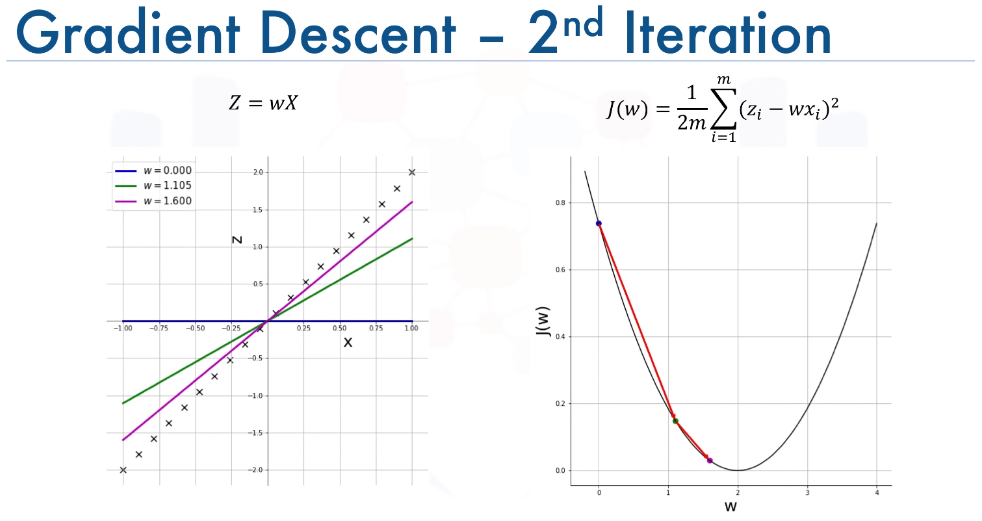 Gradient Descent – 2nd Iteration
Z = wX
J(w) = \frac{1}{2m} \sum_{i=1}^{m} (z_i − wx_i)^2
w = 0.000
w = 1.105
w = 1.600
2.0
1.5
1.0
0.5
−0.5
−1.0
−1.5
−2.0
−1.00 −0.75 −0.50 −0.25 0.25 0.50 0.75 1.00
Z
X
0.8
0.6
0.4
0.2
0.0
0 1 2 3 4
J(w)
w